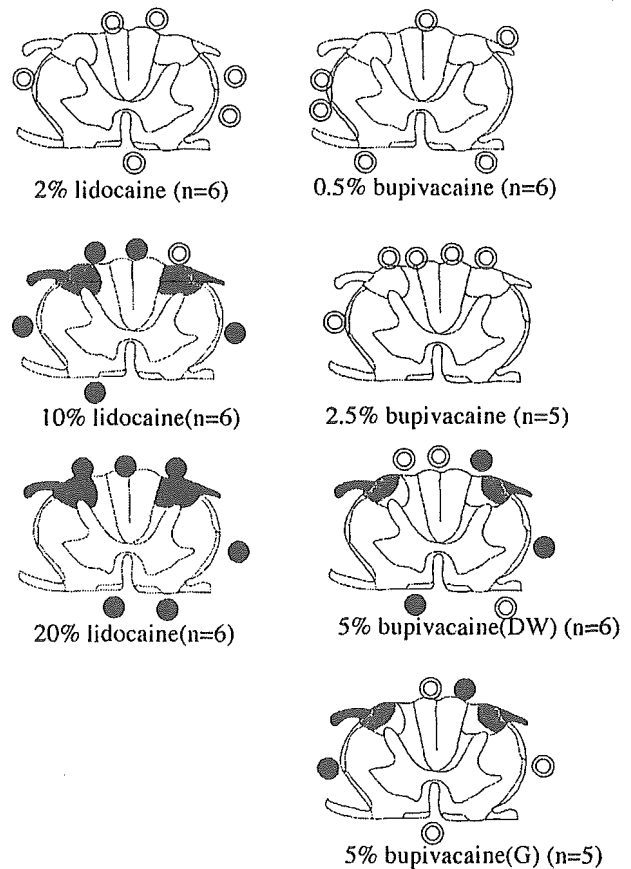 2% lidocaine (n=6)
0.5% bupivacaine (n=6)
10% lidocaine(n=6)
2.5% bupivacaine (n=5)
20% lidocaine(n=6)
5% bupivacaine(DW) (n=6)
5% bupivacaine(G) (n=5)